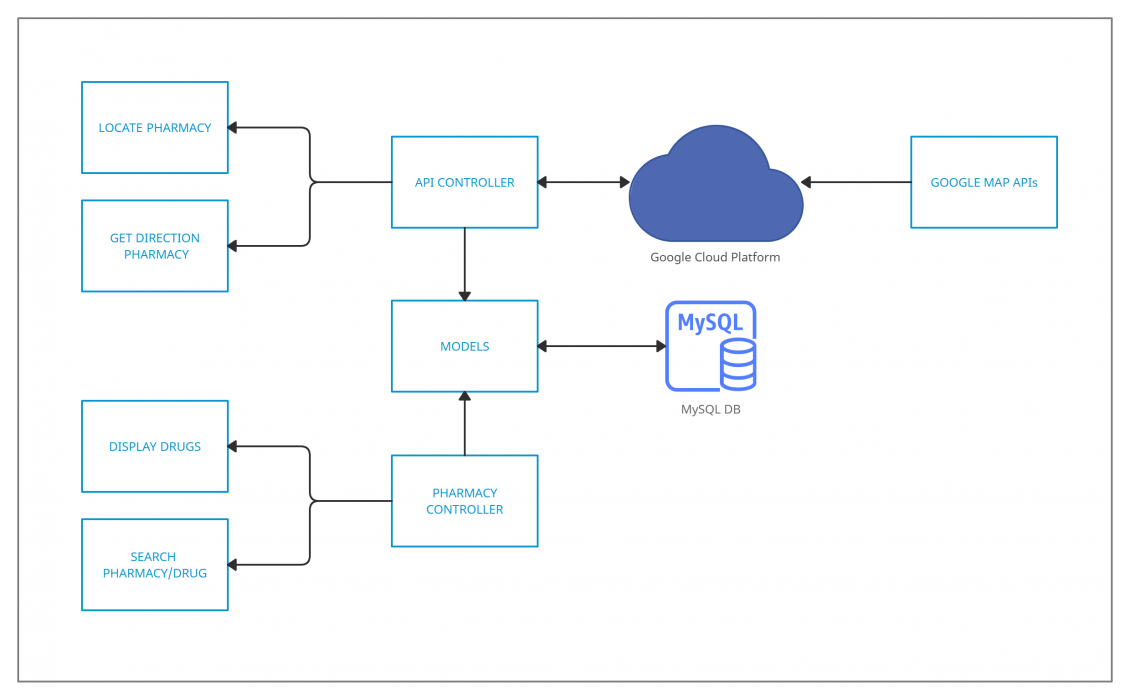 LOCATE PHARMACY
GET DIRECTION
PHARMACY
API CONTROLLER
Google Cloud Platform
GOOGLE MAP APIs
MODELS
MySQL
MySQL DB
DISPLAY DRUGS
SEARCH
PHARMACY/DRUG
PHARMACY
CONTROLLER